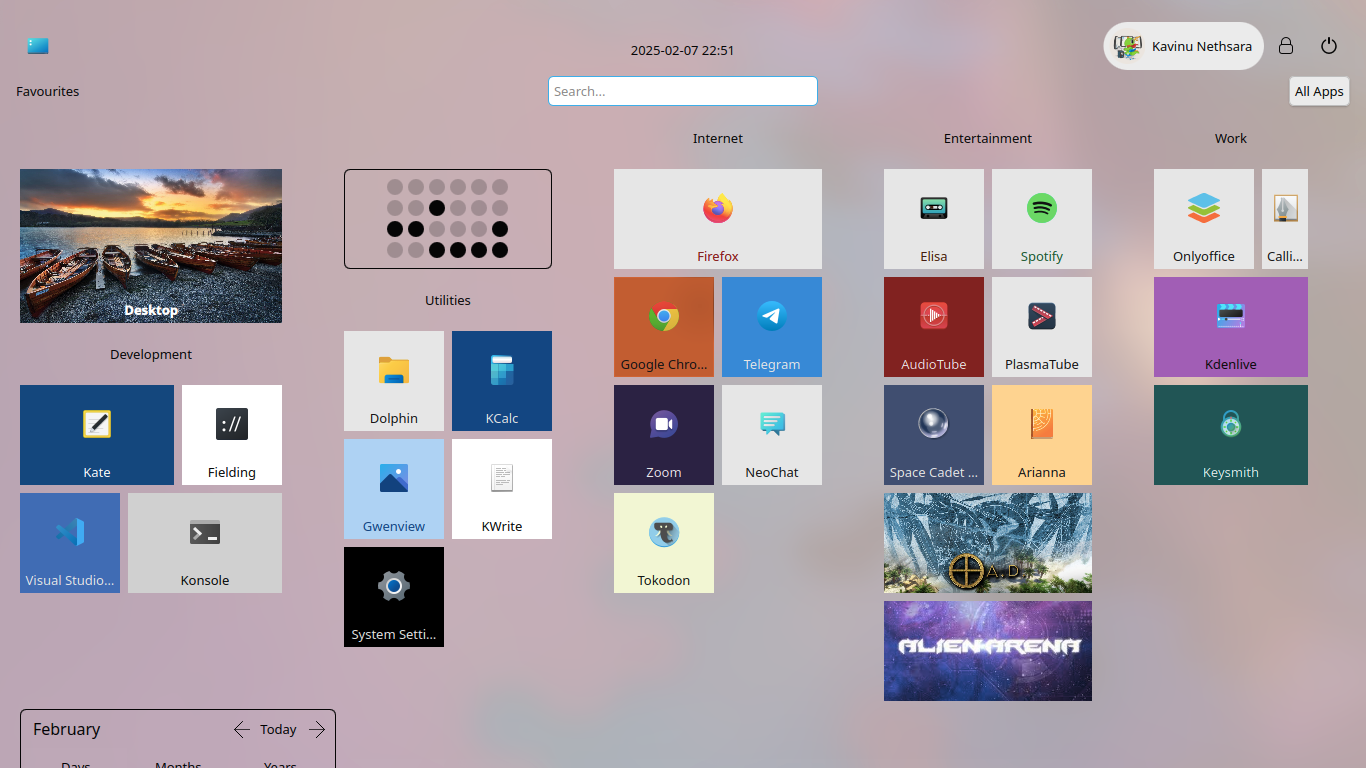 2025-02-07 22:51
Kavinu Nethsara
Favourites
Search...
All Apps
Internet
Entertainment
Work
Desktop
Development
Kate
Fielding
Visual Studio...
Konsole
Utilities
Dolphin
KCalc
Gwenview
KWrite
System Setti...
Firefox
Google Chro...
Telegram
Zoom
NeoChat
Tokodon
Elisa
Spotify
AudioTube
PlasmaTube
Space Cadet ...
Arianna
ALIEN ARENA
Onlyoffice
Calli...
Kdenlive
Keysmith
February
Today
Days
Months
Years